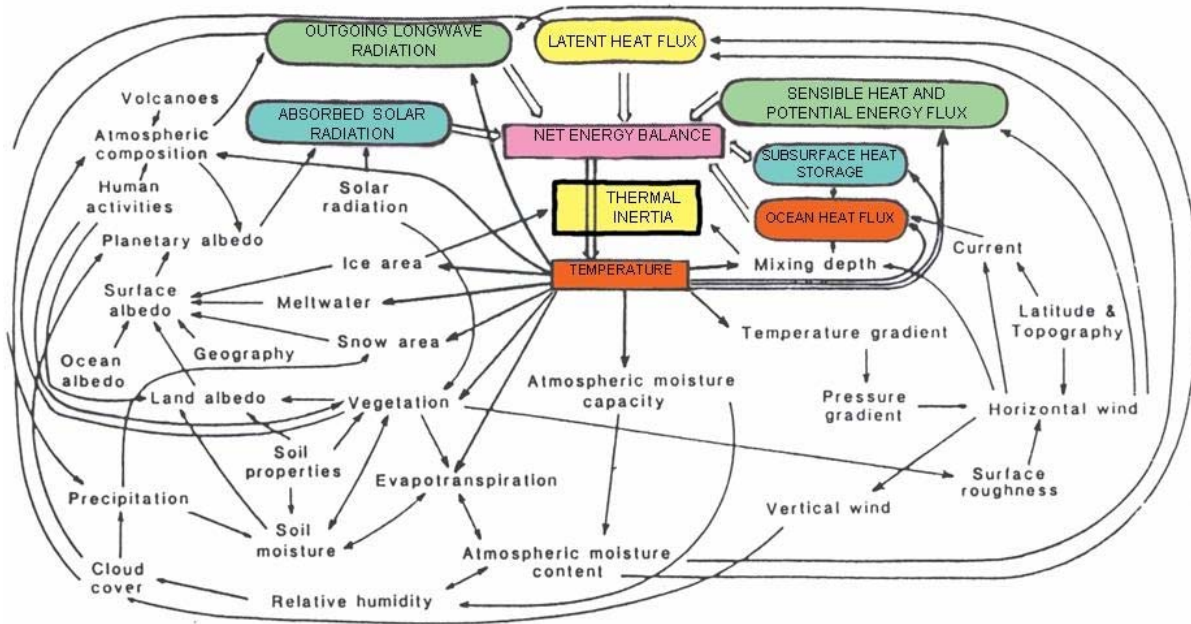 OUTGOING LONGWAVE
RADIATION
LATENT HEAT FLUX
Volcanoes
ABSORBED SOLAR
RADIATION
SENSIBLE HEAT AND
POTENTIAL ENERGY FLUX
Atmospheric
composition
NET ENERGY BALANCE
SUBSURFACE HEAT
STORAGE
Human
activities
Solar
radiation
THERMAL
INERTIA
OCEAN HEAT FLUX
Planetary albedo
Current
Ice area
TEMPERATURE
Mixing depth
Surface
albedo
Meltwater
Latitude &
Topography
Temperature gradient
Snow area
Ocean
albedo
Geography
Atmospheric moisture
capacity
Land albedo
Vegetation
Pressure
gradient
Horizontal wind
Soil
properties
Evapotranspiration
Surface
roughness
Precipitation
Vertical wind
Soil
moisture
Atmospheric moisture
content
Cloud
cover
Relative humidity